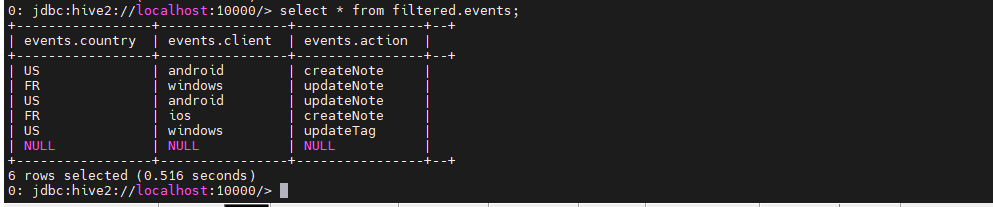 0: jdbc:hive2://localhost:10000/> select * from filtered.events;
+----------------+----------------+----------------+--+
| events.country | events.client | events.action |
+----------------+----------------+----------------+--+
| US | android | createNote |
| FR | windows | updateNote |
| US | android | updateNote |
| FR | ios | createNote |
| US | windows | updateTag |
| NULL | NULL | NULL |
+----------------+----------------+----------------+--+
6 rows selected (0.516 seconds)
0: jdbc:hive2://localhost:10000/>